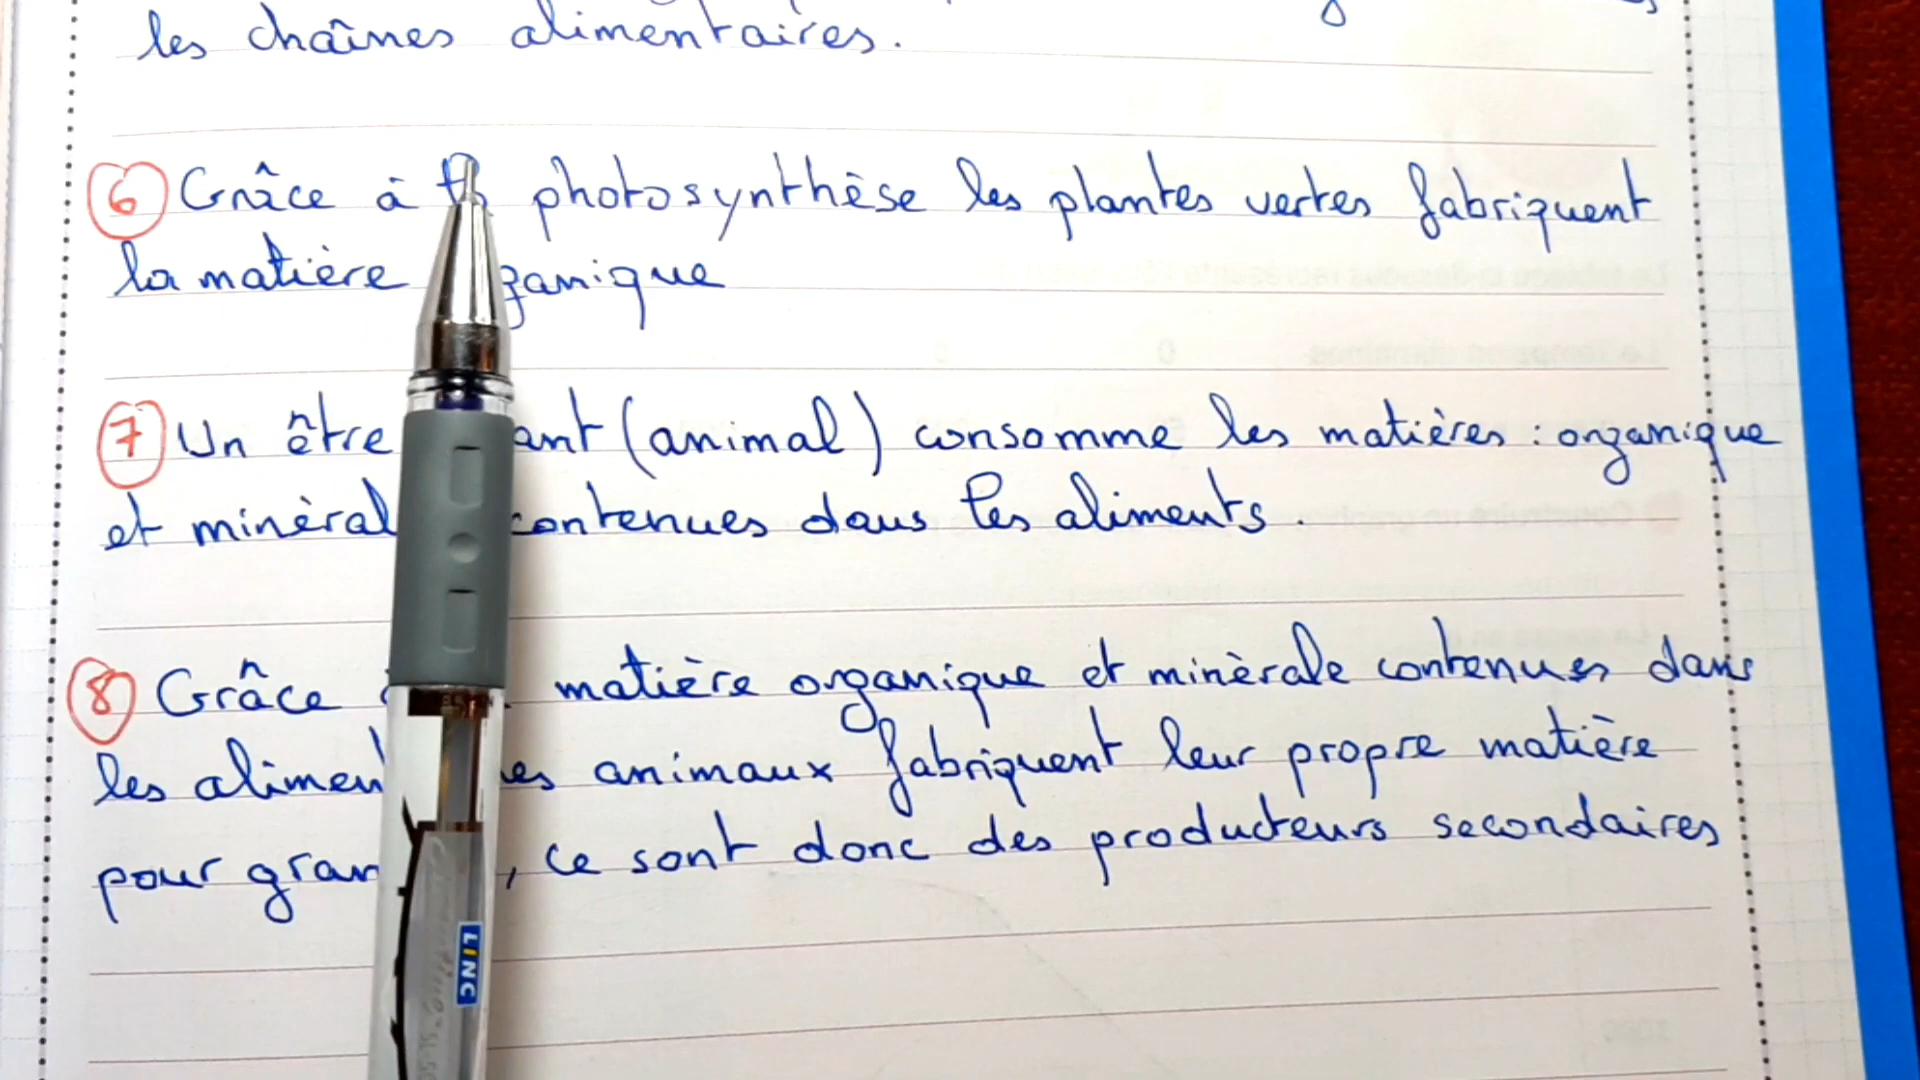 les chaînes alimentaires.
6 Grâce à photosynthèse les plantes vertes fabriquent
la matière ganique
7 Un être ant (animal) consomme les matières : organique
et minèral contenues dans les aliments.
8 Grâce matière organique et minèrale contenues dans
les alimen es animaux fabriquent leur propre matière
pour gran , ce sont donc des producteurs secondaires
LINC